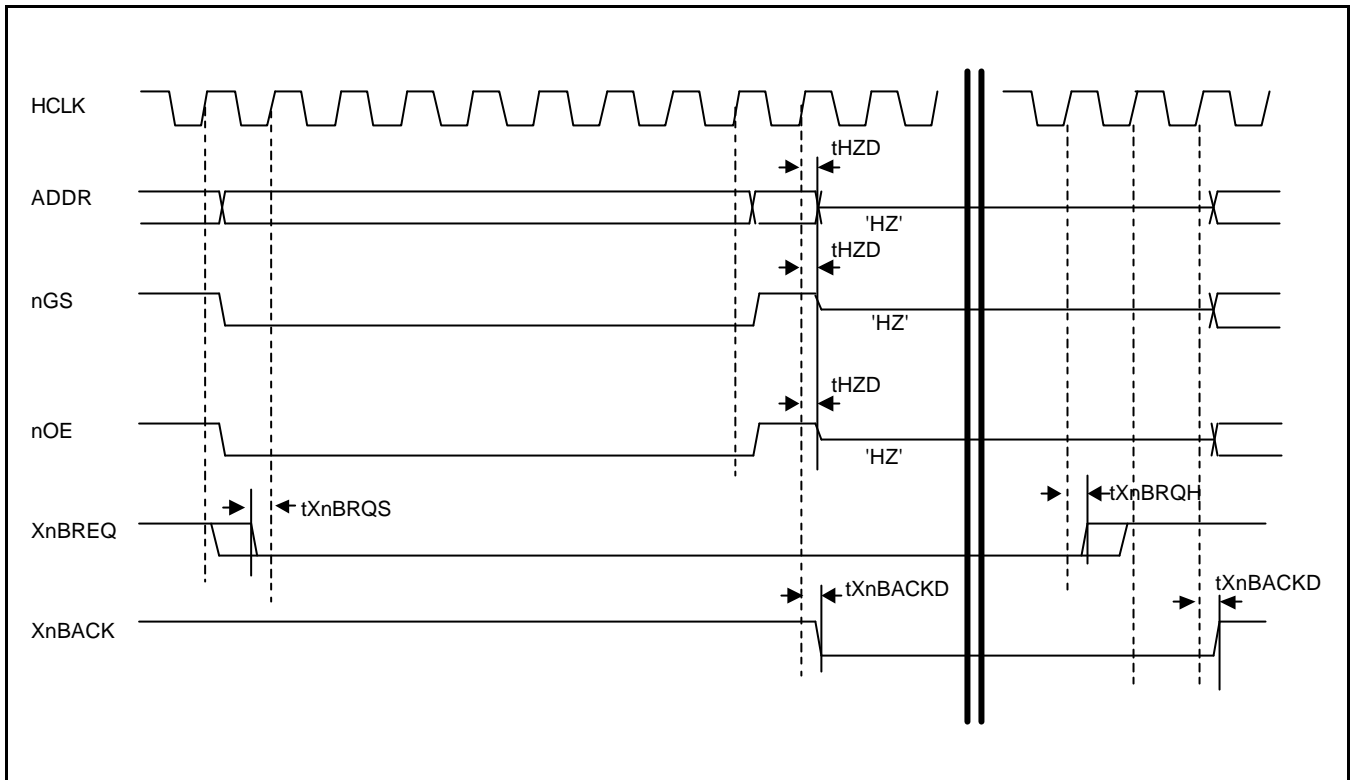 HCLK
tHZD
ADDR
'HZ'
tHZD
nGS
'HZ'
tHZD
nOE
'HZ'
tXnBRQS
tXnBRQH
XnBREQ
tXnBACKD
tXnBACKD
XnBACK